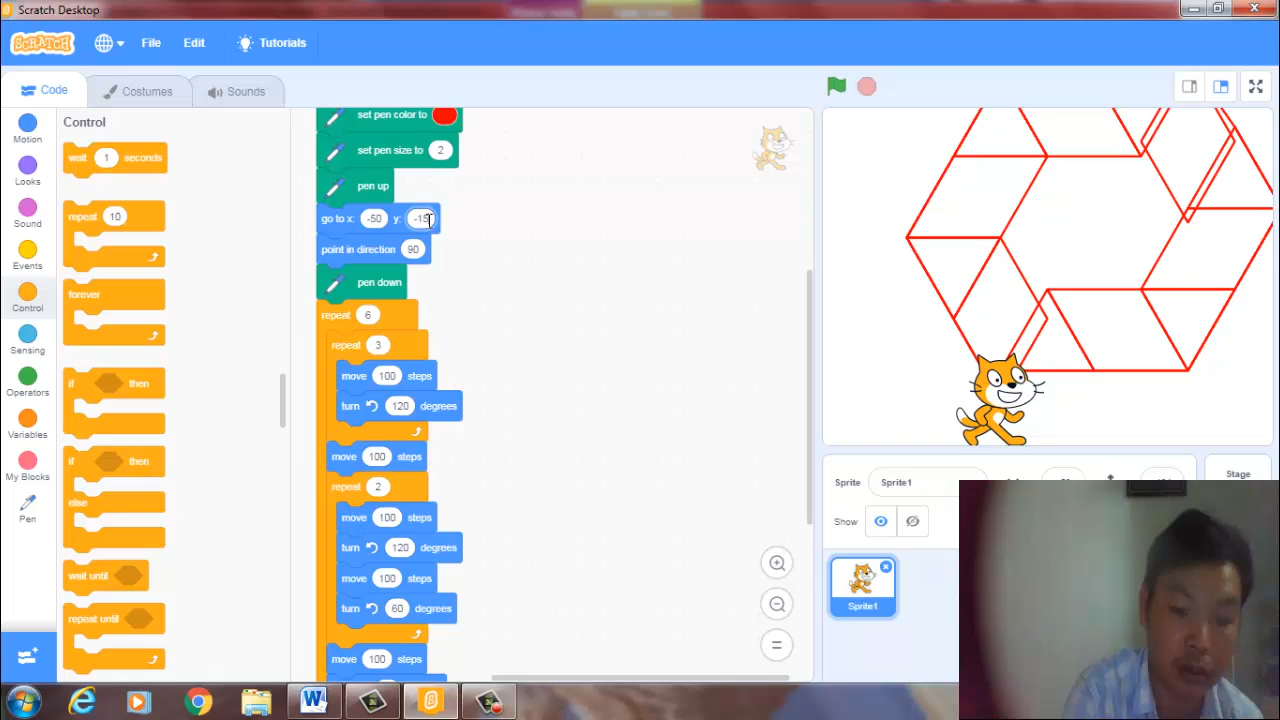 Scratch Desktop
SCRATCH File Edit Tutorials
Code Costumes Sounds
Motion
Looks
Sound
Events
Control
Sensing
Operators
Variables
My Blocks
Pen
Control
wait 1 seconds
repeat 10
forever
if then
if then
else
wait until
repeat until
set pen color to
set pen size to 2
pen up
go to x: -50 y: -15
point in direction 90
pen down
repeat 6
repeat 3
move 100 steps
turn 120 degrees
move 100 steps
repeat 2
move 100 steps
turn 120 degrees
move 100 steps
turn 60 degrees
move 100 steps
Sprite Sprite1
Show
Sprite1
Stage